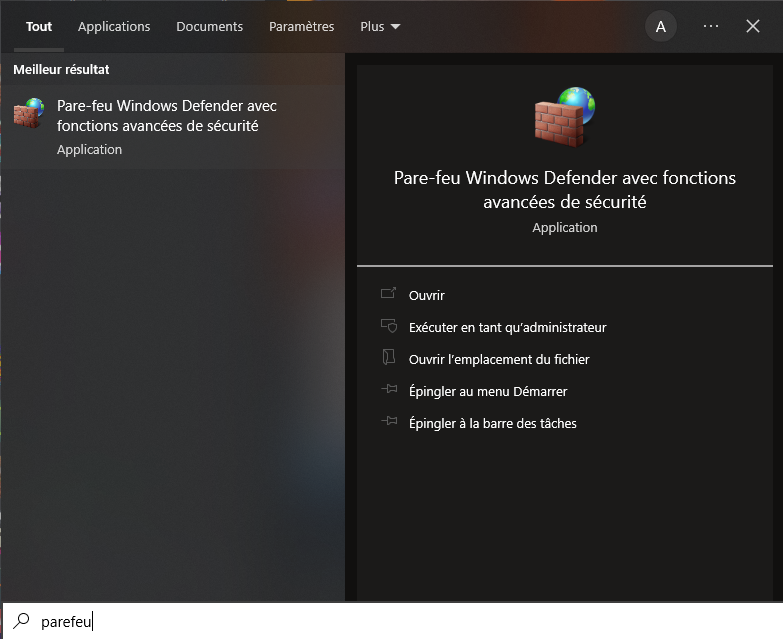 Tout Applications Documents Paramètres Plus A ...
Meilleur résultat
Pare-feu Windows Defender avec
fonctions avancées de sécurité
Application
Pare-feu Windows Defender avec fonctions
avancées de sécurité
Application
Ouvrir
Exécuter en tant qu'administrateur
Ouvrir l'emplacement du fichier
Épingler au menu Démarrer
Épingler à la barre des tâches
parefeu